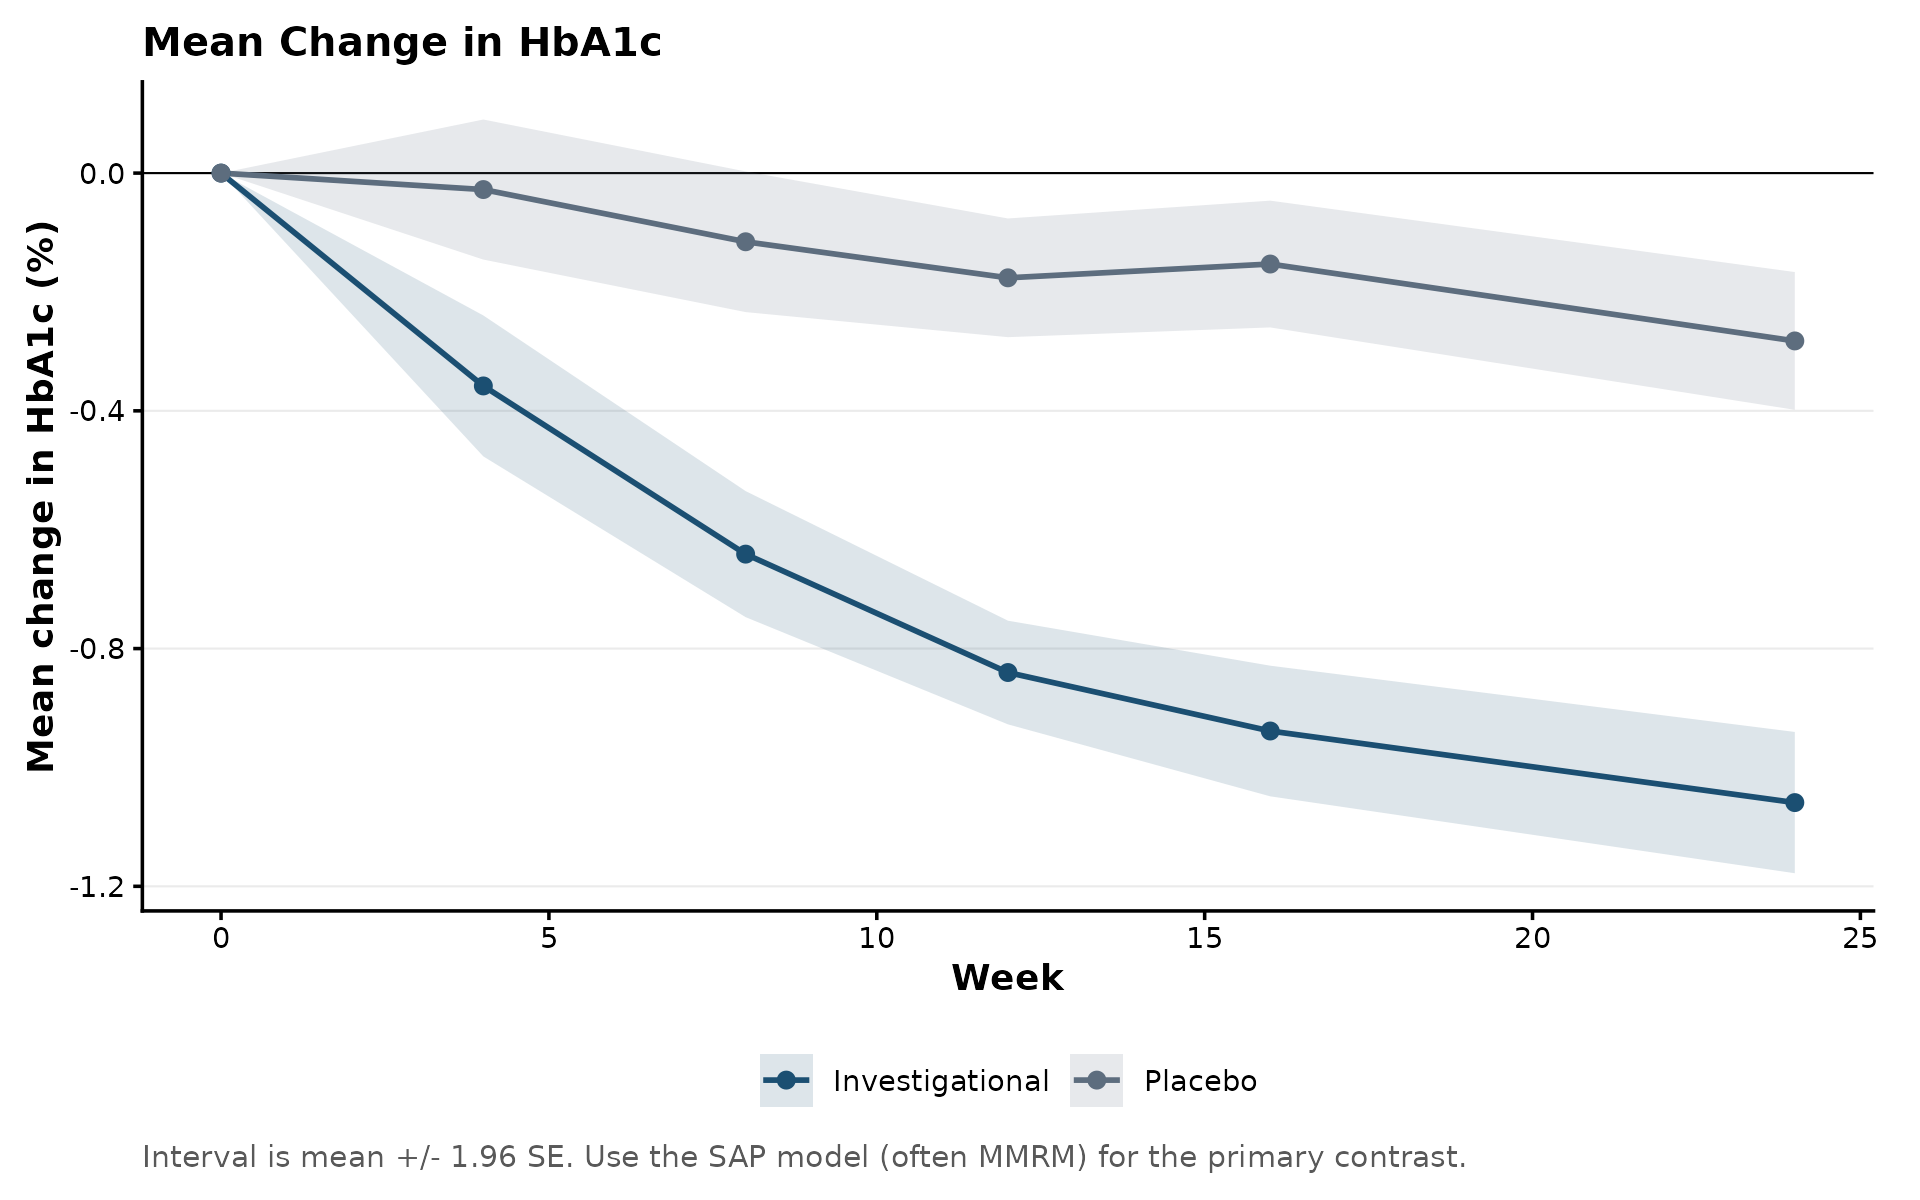 Mean Change in HbA1c
Mean change in HbA1c (%)
0.0
-0.4
-0.8
-1.2
0 5 10 15 20 25
Week
Investigational Placebo
Interval is mean +/- 1.96 SE. Use the SAP model (often MMRM) for the primary contrast.